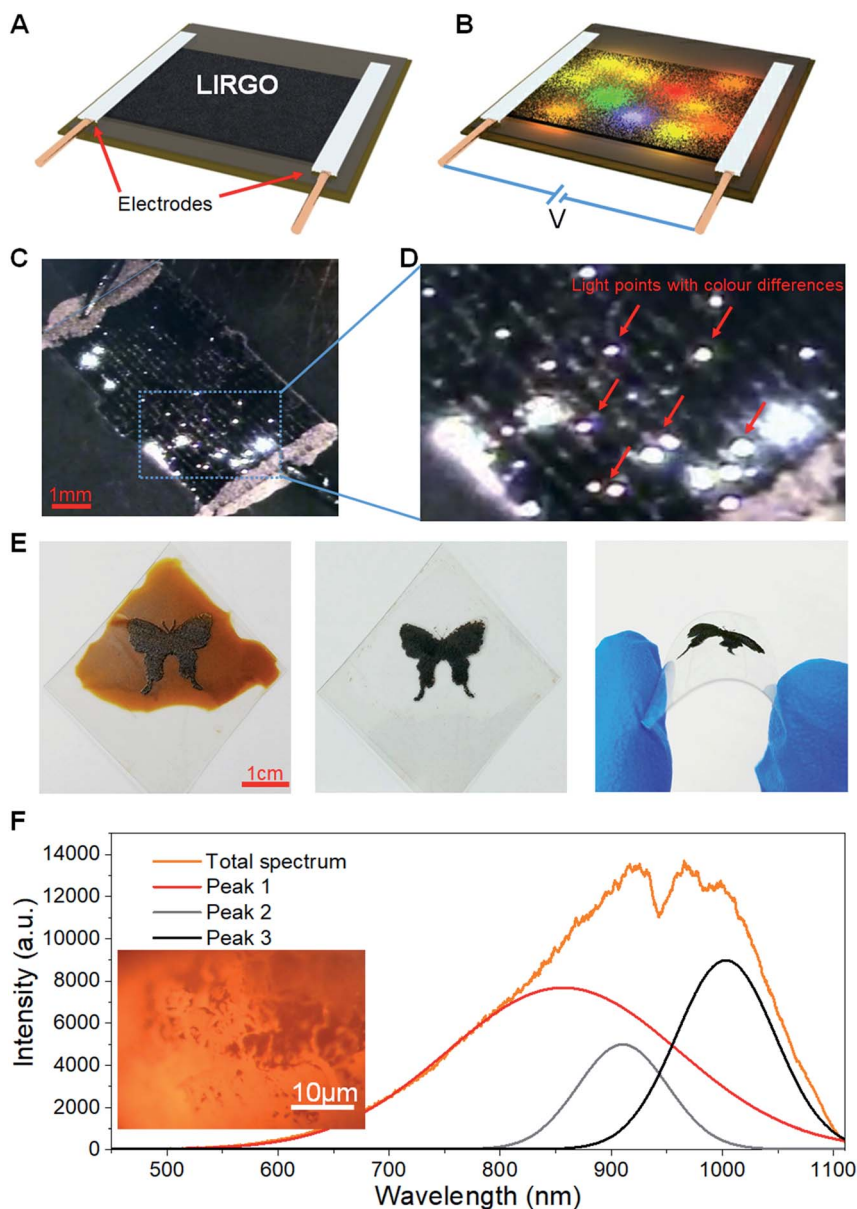 A
LIRGO
Electrodes
B
V
C
1mm
D
Light points with colour differences
E
1cm
F
14000
12000
10000
8000
6000
4000
2000
0
Intensity (a.u.)
Total spectrum
Peak 1
Peak 2
Peak 3
10μm
500
600
700
800
900
1000
1100
Wavelength (nm)